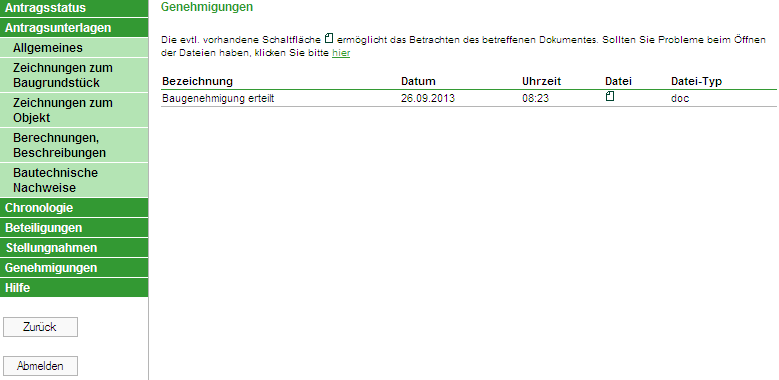 Antragsstatus
Antragsunterlagen
Allgemeines
Zeichnungen zum
Baugrundstück
Zeichnungen zum
Objekt
Berechnungen,
Beschreibungen
Bautechnische
Nachweise
Chronologie
Beteiligungen
Stellungnahmen
Genehmigungen
Hilfe
Zurück
Abmelden
Genehmigungen
Die evtl. vorhandene Schaltfläche ermöglicht das Betrachten des betreffenen Dokumentes. Sollten Sie Probleme beim Öffnen
der Dateien haben, klicken Sie bitte hier
Bezeichnung Datum Uhrzeit Datei Datei-Typ
Baugenehmigung erteilt 26.09.2013 08:23 doc